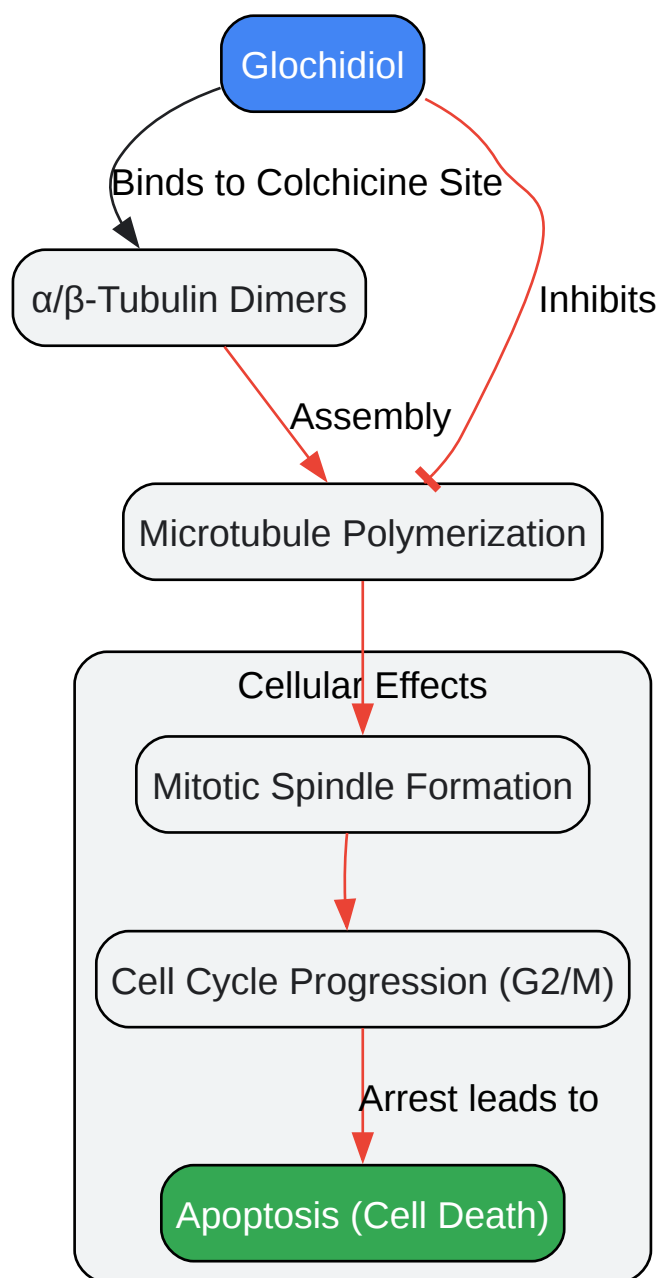 Glochidiol
Binds to Colchicine Site
α/β-Tubulin Dimers
Inhibits
Assembly
Microtubule Polymerization
Cellular Effects
Mitotic Spindle Formation
Cell Cycle Progression (G2/M)
Arrest leads to
Apoptosis (Cell Death)